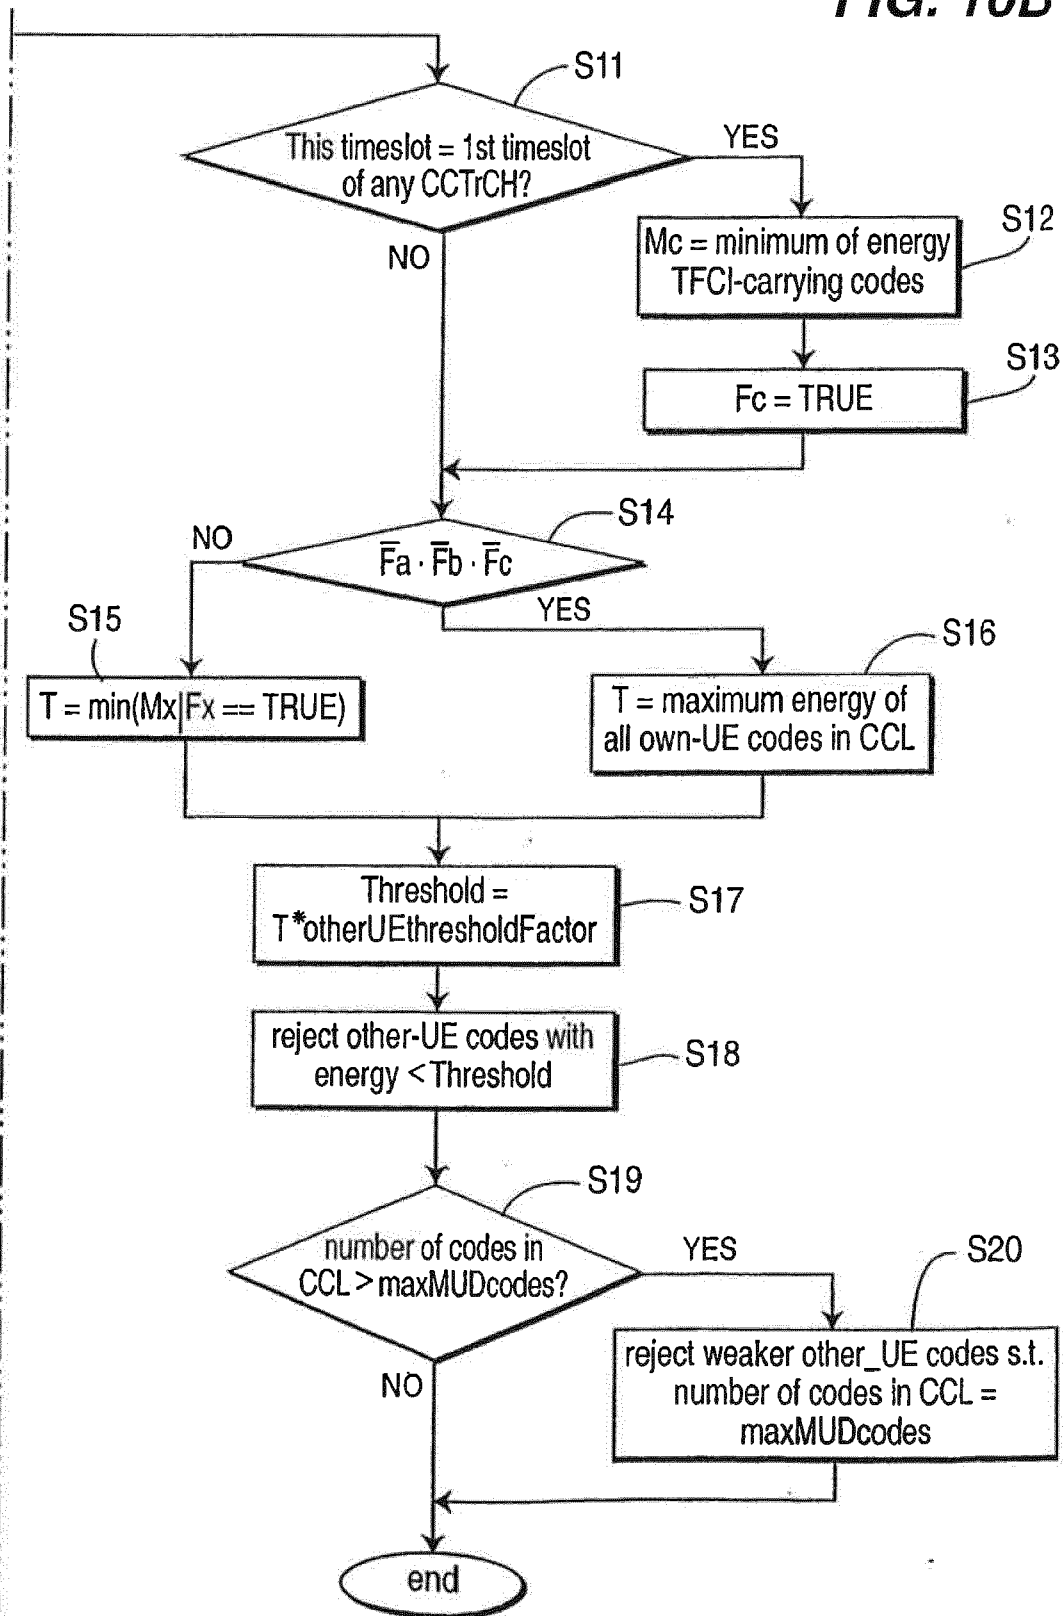 FIG. 10B
S11
This timeslot = 1st timeslot
of any CCTrCH?
YES
NO
S12
Mc = minimum of energy
TFCI-carrying codes
S13
Fc = TRUE
S14
F̅a · F̅b · F̅c
NO
YES
S15
T = min(Mx|Fx == TRUE)
S16
T = maximum energy of
all own-UE codes in CCL
Threshold =
T*otherUEthresholdFactor
S17
reject other-UE codes with
energy < Threshold
S18
S19
number of codes in
CCL > maxMUDcodes?
YES
NO
S20
reject weaker other_UE codes s.t.
number of codes in CCL =
maxMUDcodes
end